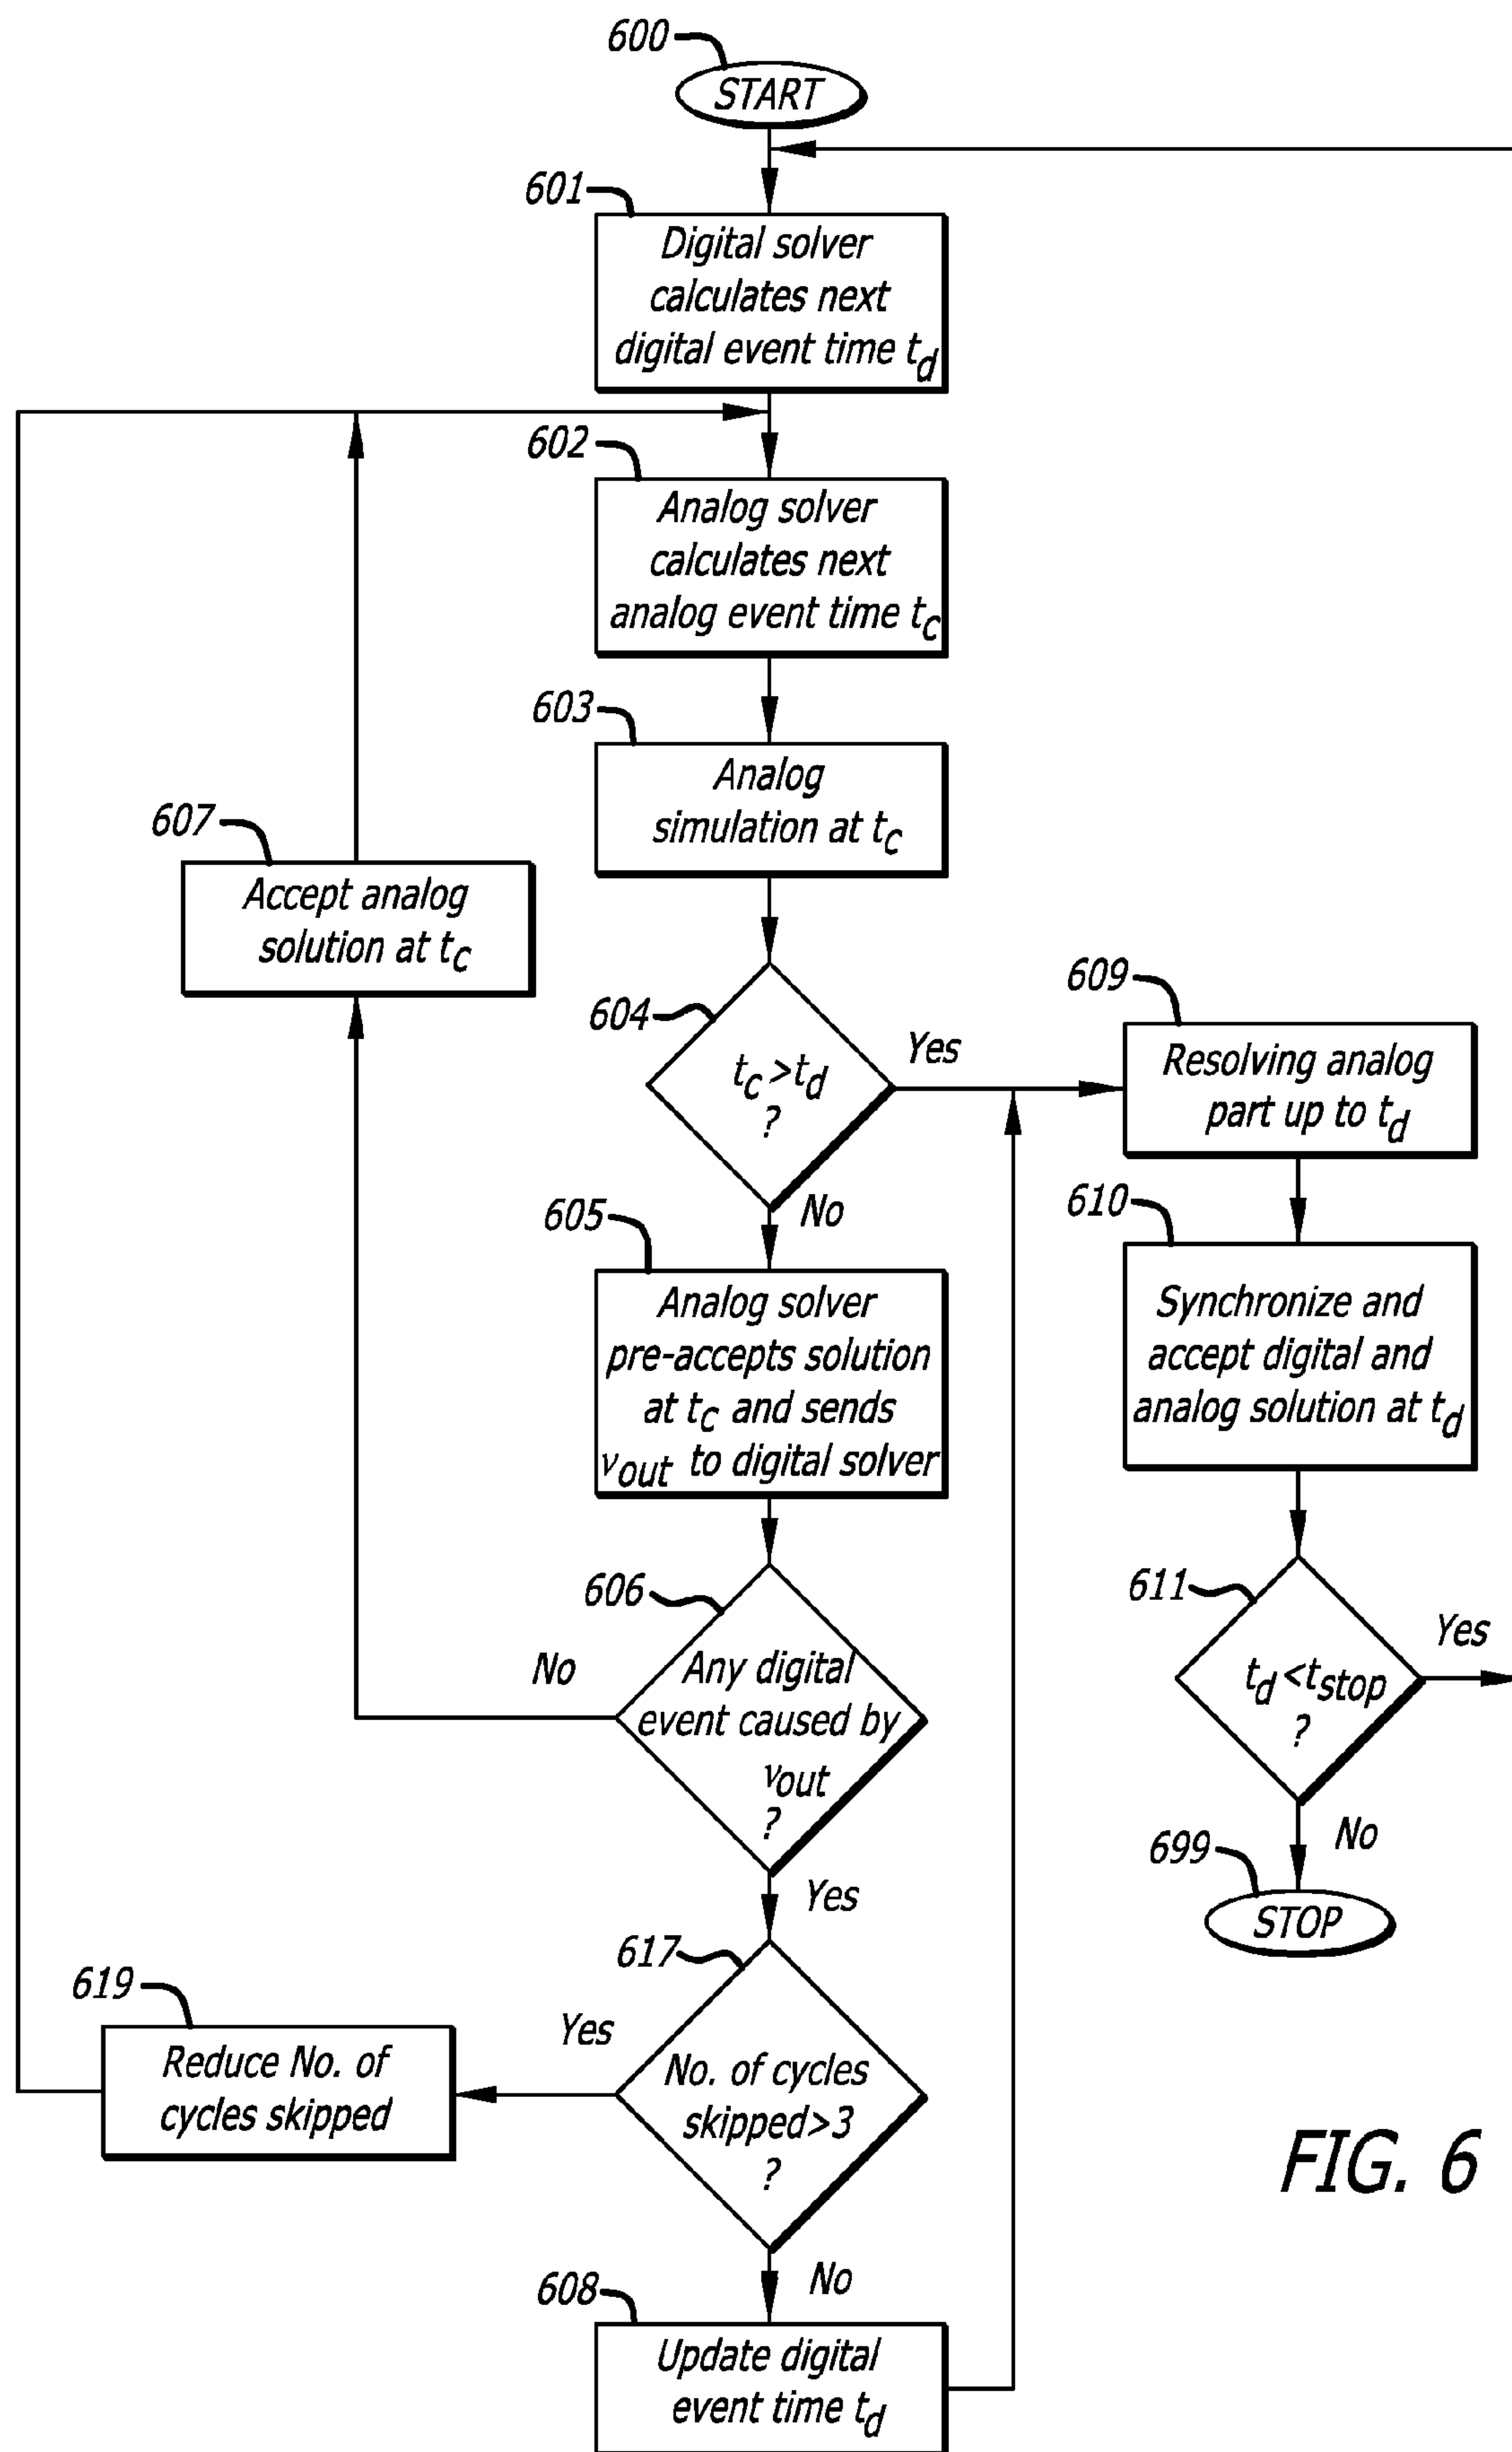 600
START
601
Digital solver
calculates next
digital event time td
602
Analog solver
calculates next
analog event time tc
603
Analog
simulation at tc
607
Accept analog
solution at tc
604
tc>td
?
Yes
No
609
Resolving analog
part up to td
605
Analog solver
pre-accepts solution
at tc and sends
vout to digital solver
610
Synchronize and
accept digital and
analog solution at td
606
Any digital
event caused by
vout
?
No
Yes
611
td<tstop
?
Yes
No
699
STOP
617
No. of cycles
skipped>3
?
Yes
No
619
Reduce No. of
cycles skipped
608
Update digital
event time td
FIG. 6